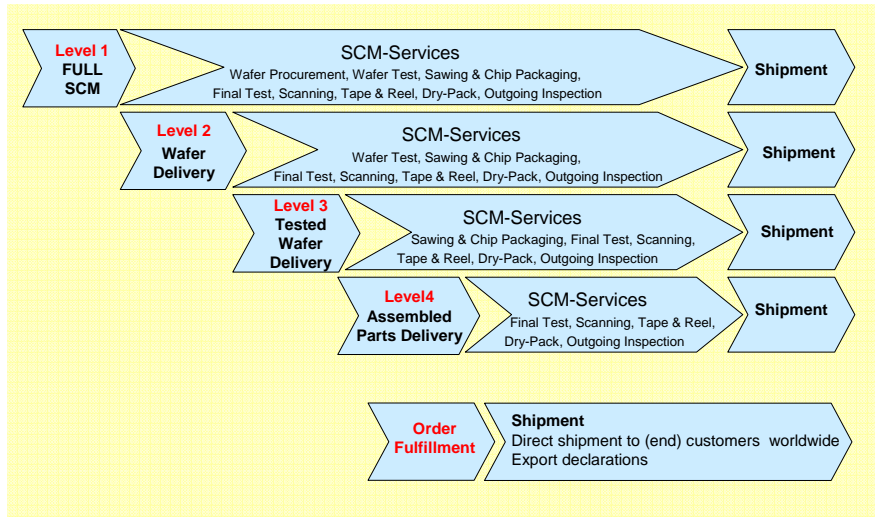 Level 1
FULL
SCM
SCM-Services
Wafer Procurement, Wafer Test, Sawing & Chip Packaging,
Final Test, Scanning, Tape & Reel, Dry-Pack, Outgoing Inspection
Shipment
Level 2
Wafer
Delivery
SCM-Services
Wafer Test, Sawing & Chip Packaging,
Final Test, Scanning, Tape & Reel, Dry-Pack, Outgoing Inspection
Shipment
Level 3
Tested
Wafer
Delivery
SCM-Services
Sawing & Chip Packaging, Final Test, Scanning,
Tape & Reel, Dry-Pack, Outgoing Inspection
Shipment
Level4
Assembled
Parts Delivery
SCM-Services
Final Test, Scanning, Tape & Reel,
Dry-Pack, Outgoing Inspection
Shipment
Order
Fulfillment
Shipment
Direct shipment to (end) customers worldwide
Export declarations